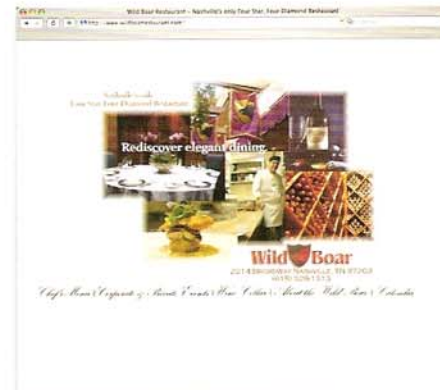 Wild Boar Restaurant - Nashville's only Four Star, Four Diamond Restaurant
Nashville's only
Four Star Four Diamond Restaurant
Rediscover elegant dining
Wild Boar
2014 BROADWAY NASHVILLE, TN 37203
Chef's Menu Corporate & Private Events Wine Cellar About the Wild Boar Calendar